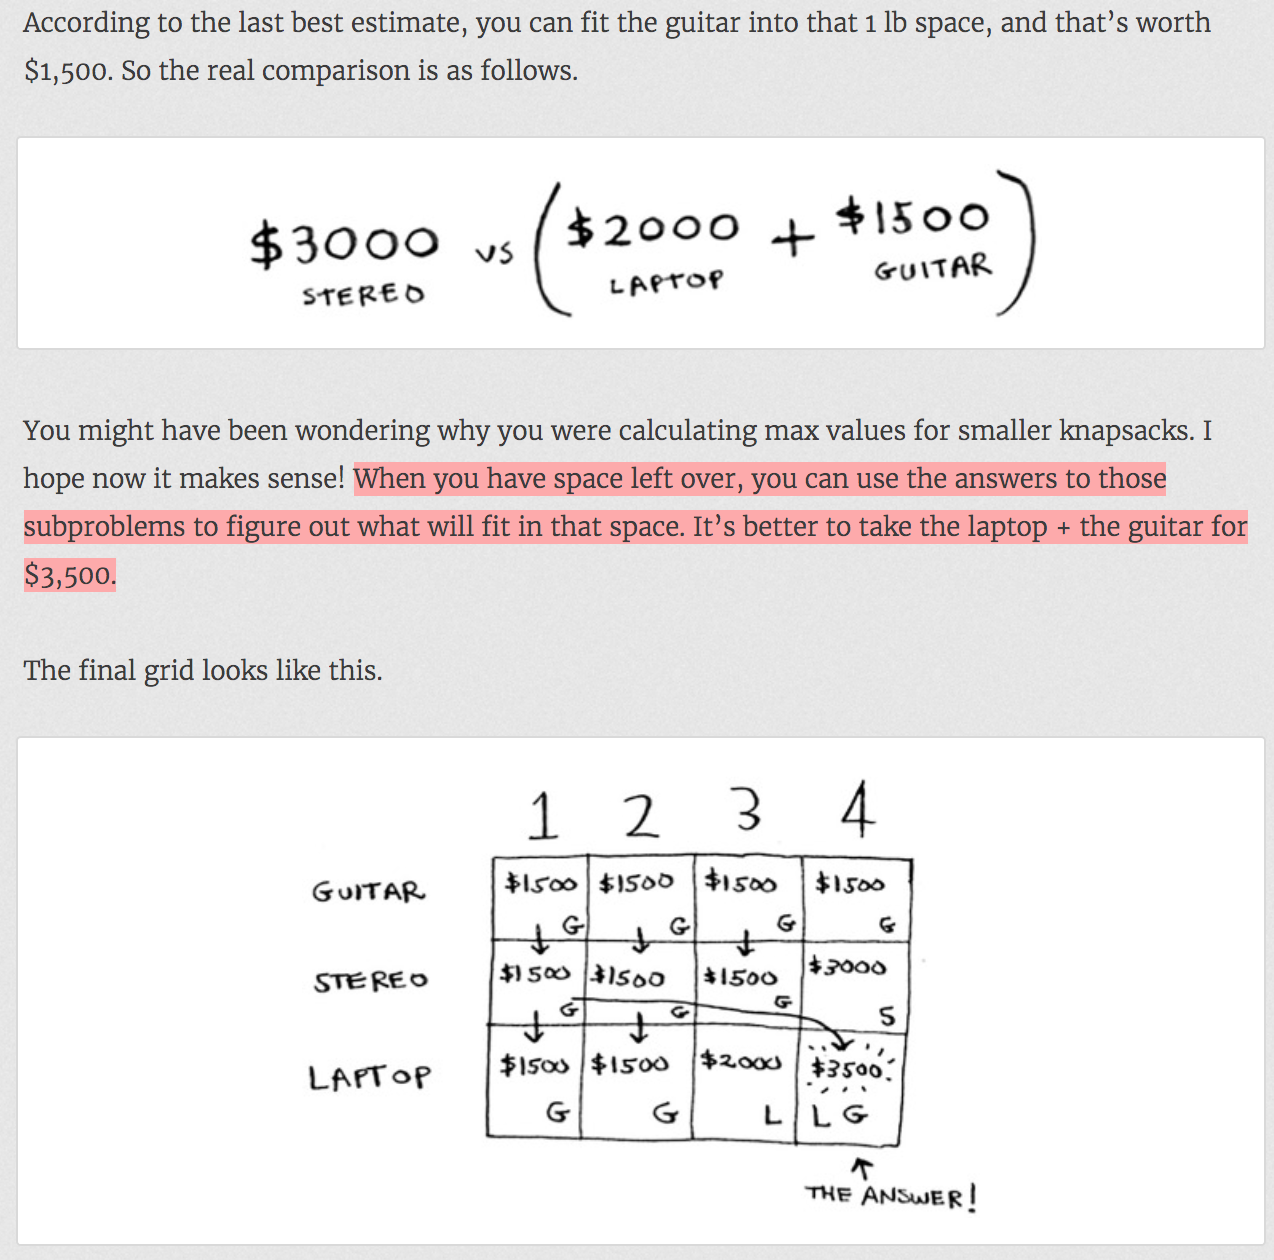 According to the last best estimate, you can fit the guitar into that 1 lb space, and that’s worth
$1,500. So the real comparison is as follows.
$3000 vs ($2000 + $1500)
STEREO LAPTOP GUITAR
You might have been wondering why you were calculating max values for smaller knapsacks. I
hope now it makes sense! When you have space left over, you can use the answers to those
subproblems to figure out what will fit in that space. It’s better to take the laptop + the guitar for
$3,500.
The final grid looks like this.
1 2 3 4
GUITAR $1500 $1500 $1500 $1500
G G G G
STEREO $1500 $1500 $1500 $3000
G G G S
LAPTOP $1500 $1500 $2000 $3500
G G L L G
THE ANSWER!